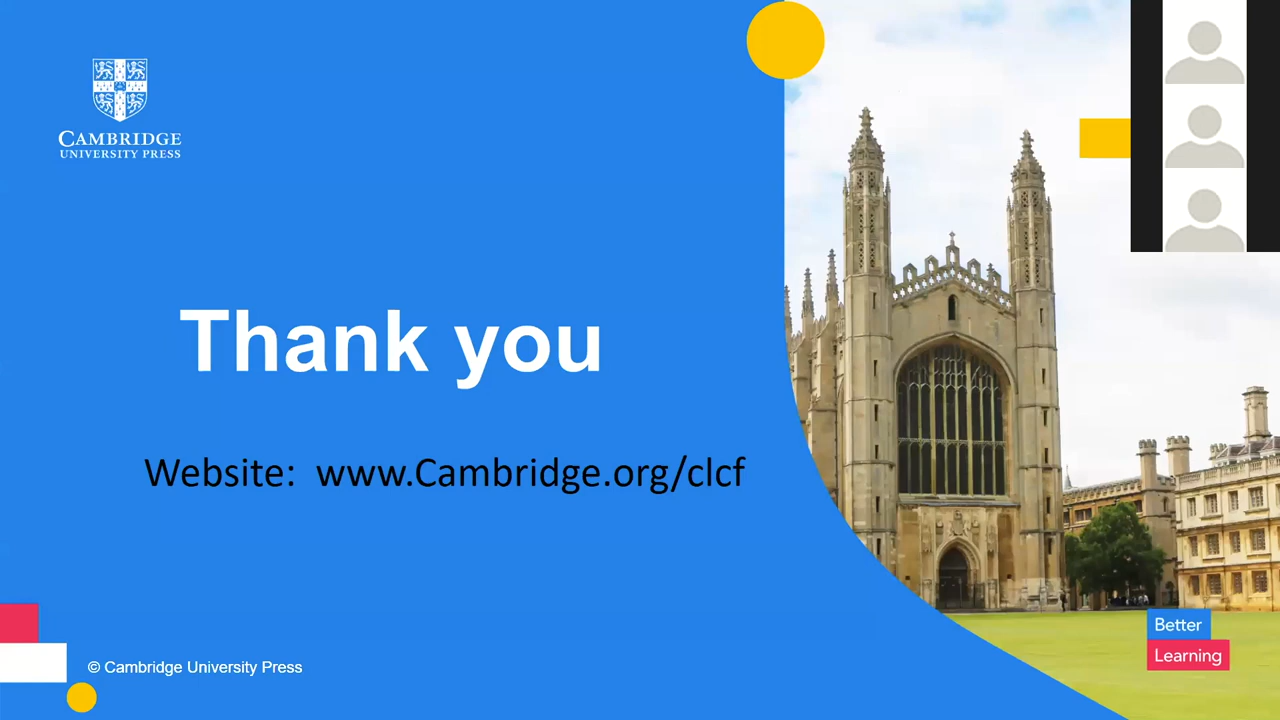 CAMBRIDGE
UNIVERSITY PRESS
Thank you
Website: www.Cambridge.org/clcf
© Cambridge University Press
Better
Learning